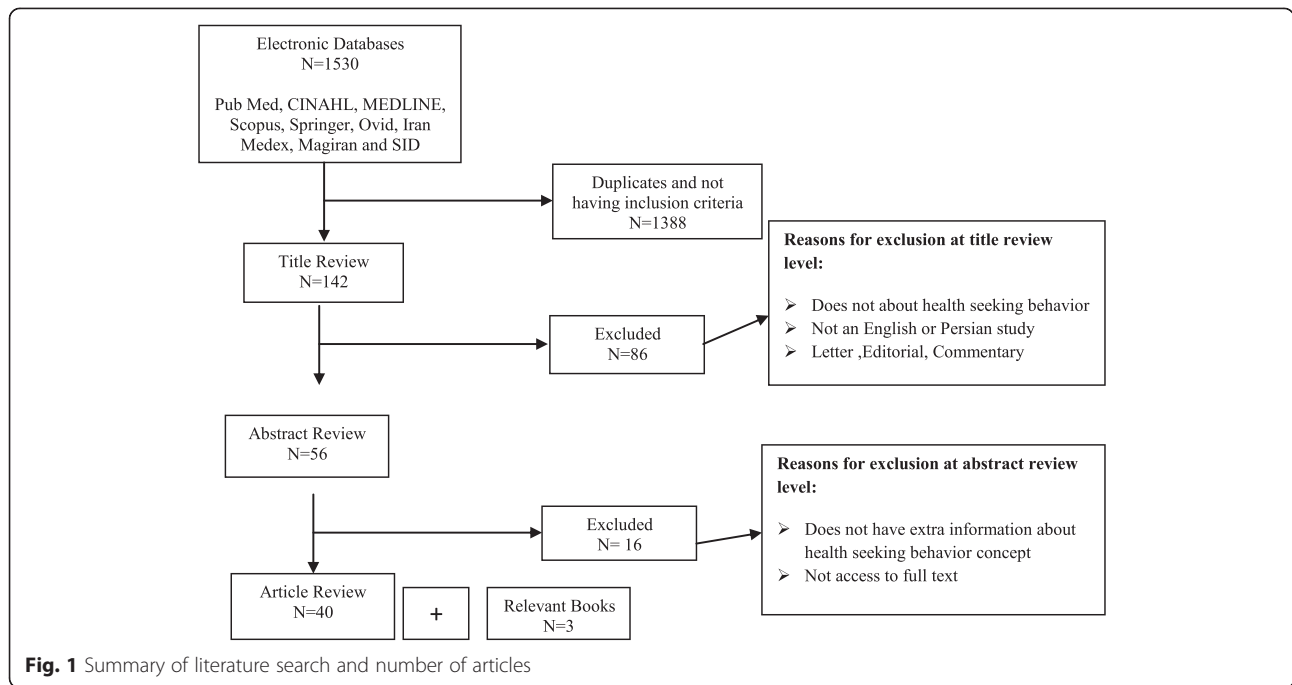 Electronic Databases
N=1530
Pub Med, CINAHL, MEDLINE,
Scopus, Springer, Ovid, Iran
Medex, Magiran and SID
Duplicates and not
having inclusion criteria
N=1388
Title Review
N=142
Reasons for exclusion at title review
level:
➤ Does not about health seeking behavior
➤ Not an English or Persian study
➤ Letter ,Editorial, Commentary
Excluded
N=86
Abstract Review
N=56
Reasons for exclusion at abstract review
level:
➤ Does not have extra information about
health seeking behavior concept
➤ Not access to full text
Excluded
N= 16
Article Review
N=40
+
Relevant Books
N=3
Fig. 1 Summary of literature search and number of articles